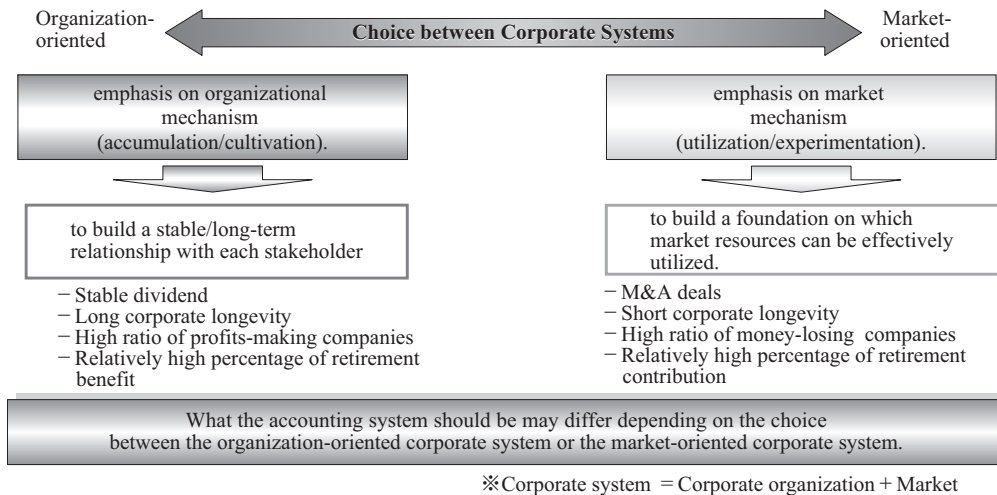 Organization-
oriented
Choice between Corporate Systems
Market-
oriented
emphasis on organizational
mechanism
(accumulation/cultivation).
emphasis on market
mechanism
(utilization/experimentation).
to build a stable/long-term
relationship with each stakeholder
to build a foundation on which
market resources can be effectively
utilized.
– Stable dividend
– Long corporate longevity
– High ratio of profits-making companies
– Relatively high percentage of retirement
benefit
– M&A deals
– Short corporate longevity
– High ratio of money-losing companies
– Relatively high percentage of retirement
contribution
What the accounting system should be may differ depending on the choice
between the organization-oriented corporate system or the market-oriented corporate system.
※Corporate system = Corporate organization + Market